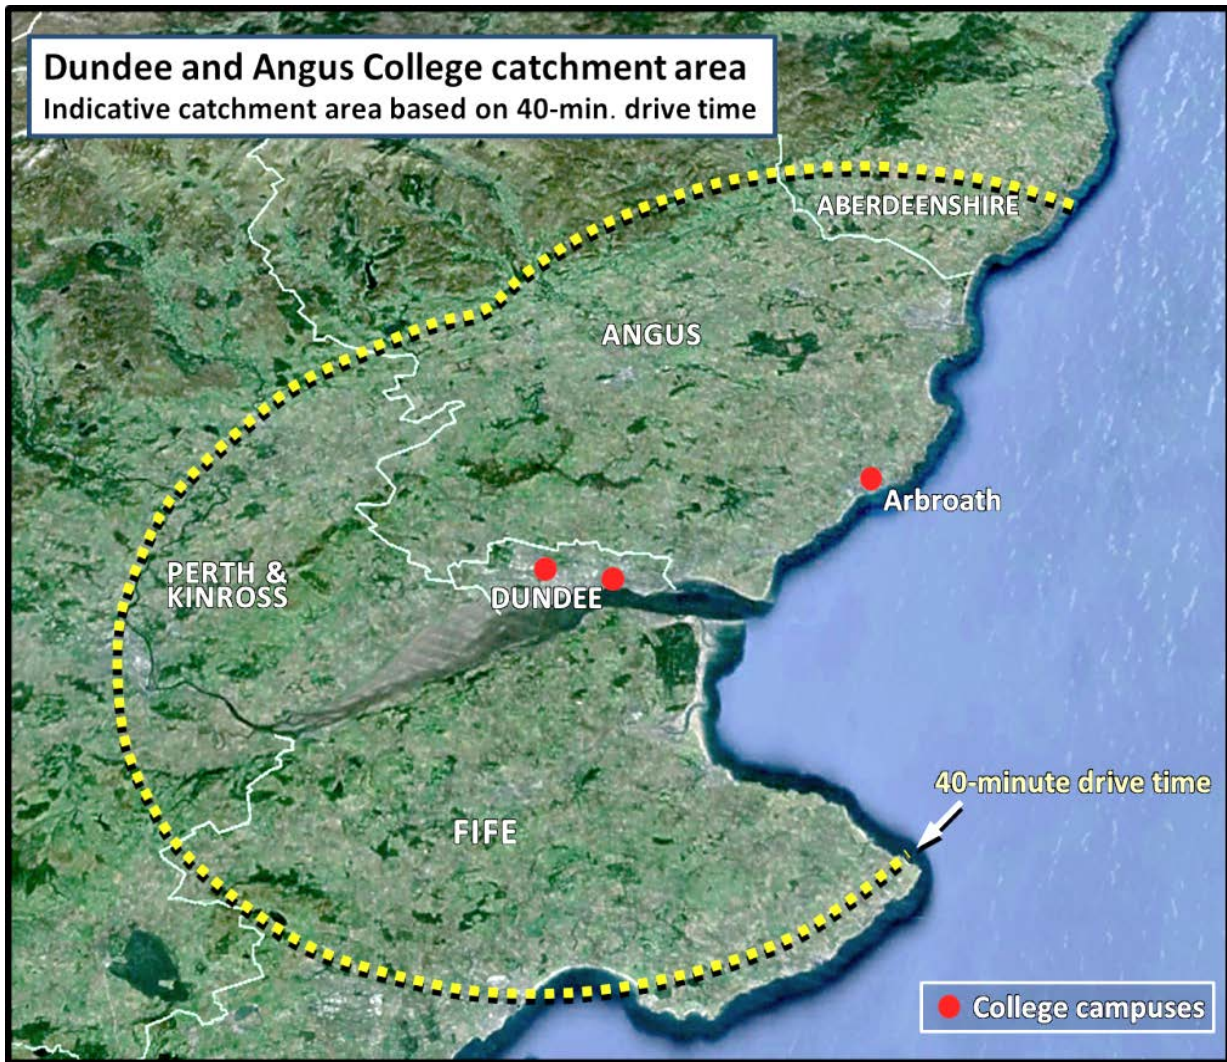 Dundee and Angus College catchment area
Indicative catchment area based on 40-min. drive time
ABERDEENSHIRE
ANGUS
Arbroath
PERTH &
KINROSS
DUNDEE
40-minute drive time
FIFE
College campuses